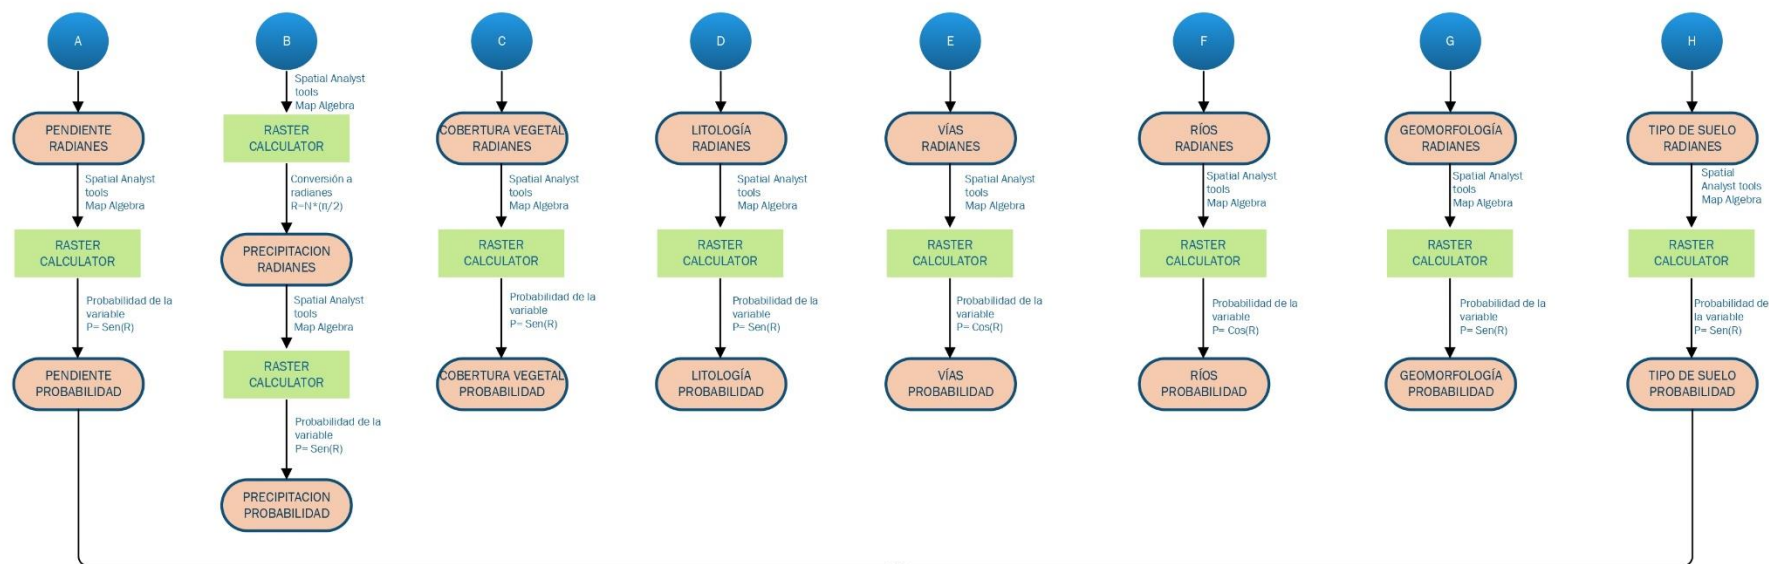 A
PENDIENTE
RADIANES
Spatial Analyst
tools
Map Algebra
RASTER
CALCULATOR
Probabilidad de la
variable
P= Sen(R)
PENDIENTE
PROBABILIDAD
B
Spatial Analyst
tools
Map Algebra
RASTER
CALCULATOR
Conversión a
radianes
R=N*(π/2)
PRECIPITACION
RADIANES
Spatial Analyst
tools
Map Algebra
RASTER
CALCULATOR
Probabilidad de la
variable
P= Sen(R)
PRECIPITACION
PROBABILIDAD
C
COBERTURA VEGETAL
RADIANES
Spatial Analyst
tools
Map Algebra
RASTER
CALCULATOR
Probabilidad de la
variable
P= Sen(R)
COBERTURA VEGETAL
PROBABILIDAD
D
LITOLOGÍA
RADIANES
Spatial Analyst
tools
Map Algebra
RASTER
CALCULATOR
Probabilidad de la
variable
P= Sen(R)
LITOLOGÍA
PROBABILIDAD
E
VÍAS
RADIANES
Spatial Analyst
tools
Map Algebra
RASTER
CALCULATOR
Probabilidad de la
variable
P= Cos(R)
VÍAS
PROBABILIDAD
F
RÍOS
RADIANES
Spatial Analyst
tools
Map Algebra
RASTER
CALCULATOR
Probabilidad de la
variable
P= Cos(R)
RÍOS
PROBABILIDAD
G
GEOMORFOLOGÍA
RADIANES
Spatial Analyst
tools
Map Algebra
RASTER
CALCULATOR
Probabilidad de la
variable
P= Sen(R)
GEOMORFOLOGÍA
PROBABILIDAD
H
TIPO DE SUELO
RADIANES
Spatial
Analyst tools
Map Algebra
RASTER
CALCULATOR
Probabilidad de
la variable
P= Sen(R)
TIPO DE SUELO
PROBABILIDAD